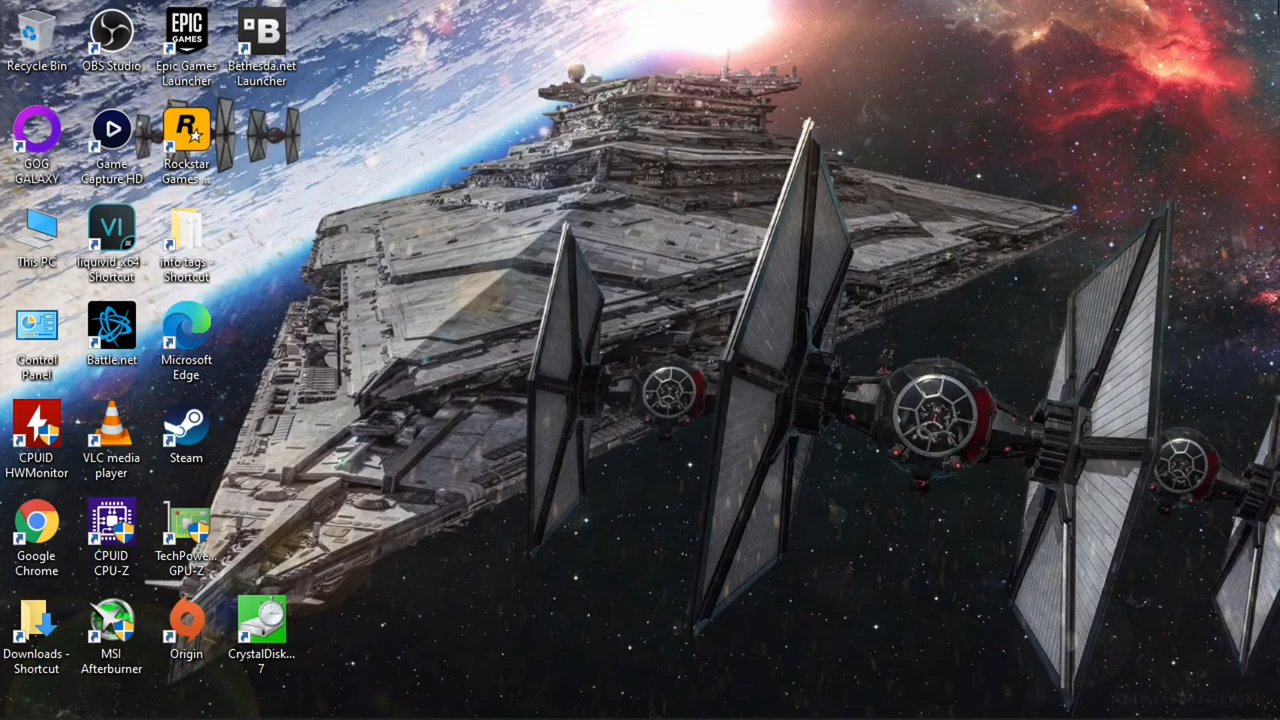 Recycle Bin
OBS Studio
EPIC
GAMES
Epic Games
Launcher
B
Bethesda.net
Launcher
GOG
GALAXY
Game
Capture HD
R
Rockstar
Games ...
This PC
VI
liquivid x64 -
Shortcut
info tags -
Shortcut
Control
Panel
Battle.net
Microsoft
Edge
CPUID
HWMonitor
VLC media
player
Steam
Google
Chrome
CPUID
CPU-Z
TechPowe...
GPU-Z
Downloads -
Shortcut
MSI
Afterburner
Origin
CrystalDisk...
7